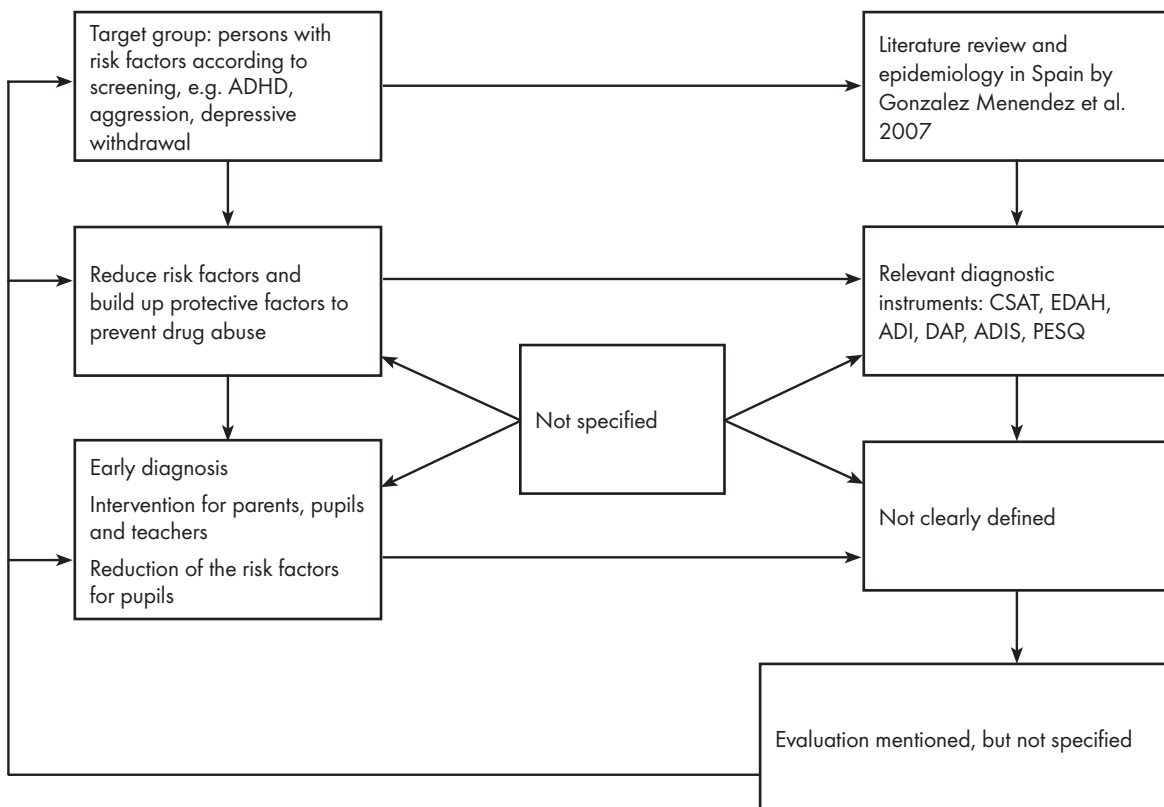 Target group: persons with
risk factors according to
screening, e.g. ADHD,
aggression, depressive
withdrawal
Literature review and
epidemiology in Spain by
Gonzalez Menendez et al.
2007
Reduce risk factors and
build up protective factors to
prevent drug abuse
Relevant diagnostic
instruments: CSAT, EDAH,
ADI, DAP, ADIS, PESQ
Not specified
Early diagnosis
Intervention for parents, pupils
and teachers
Reduction of the risk factors
for pupils
Not clearly defined
Evaluation mentioned, but not specified